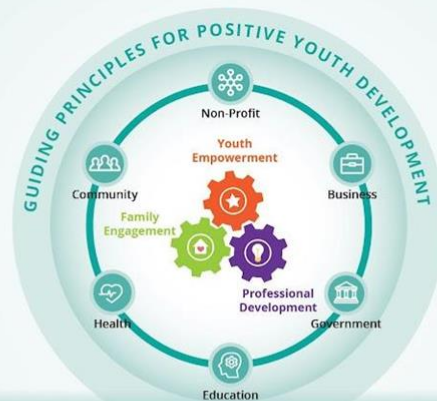 GUIDING PRINCIPLES FOR POSITIVE YOUTH DEVELOPMENT
Non-Profit
Youth
Empowerment
Community
Business
Family
Engagement
Professional
Development
Health
Government
Education